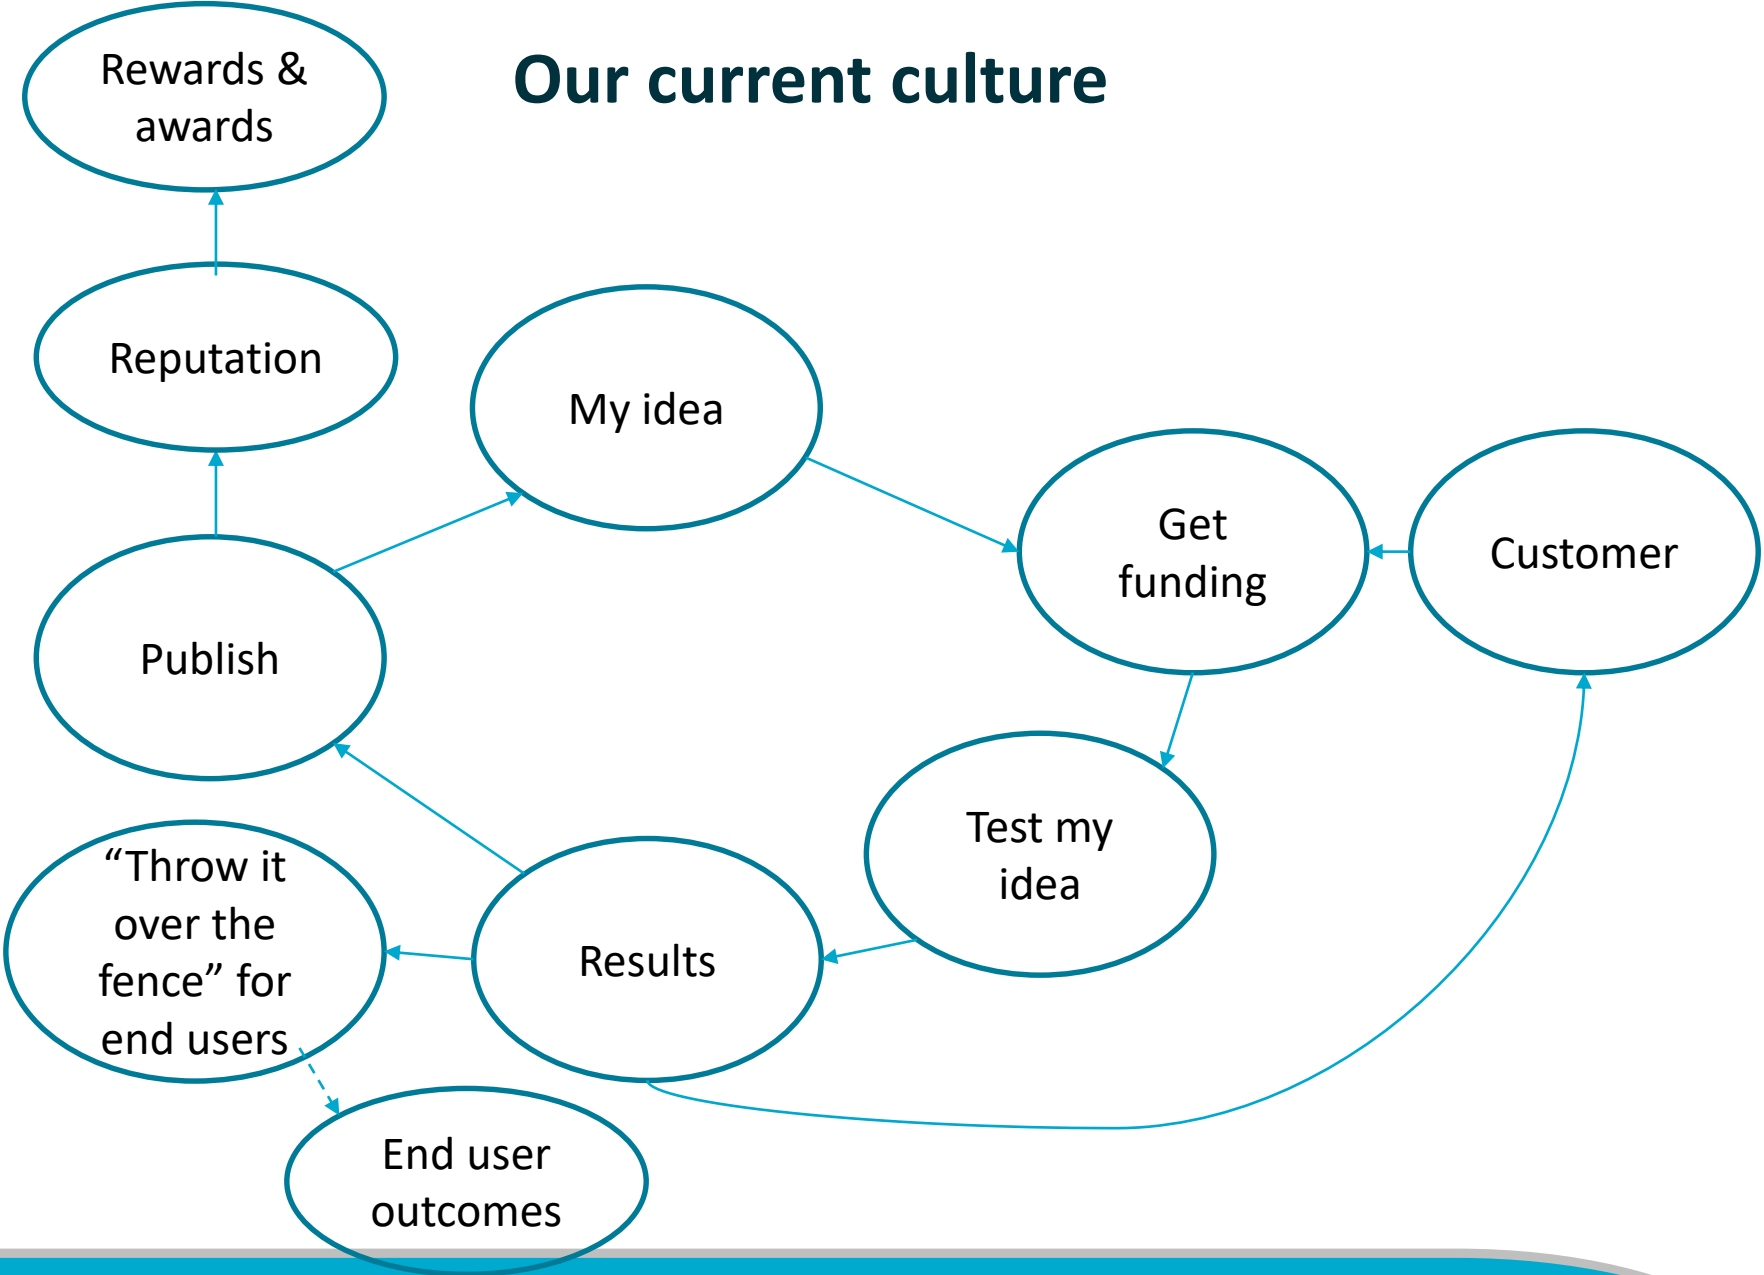 Our current culture
Rewards &
awards
Reputation
My idea
Get
funding
Customer
Publish
Test my
idea
“Throw it
over the
fence” for
end users
Results
End user
outcomes